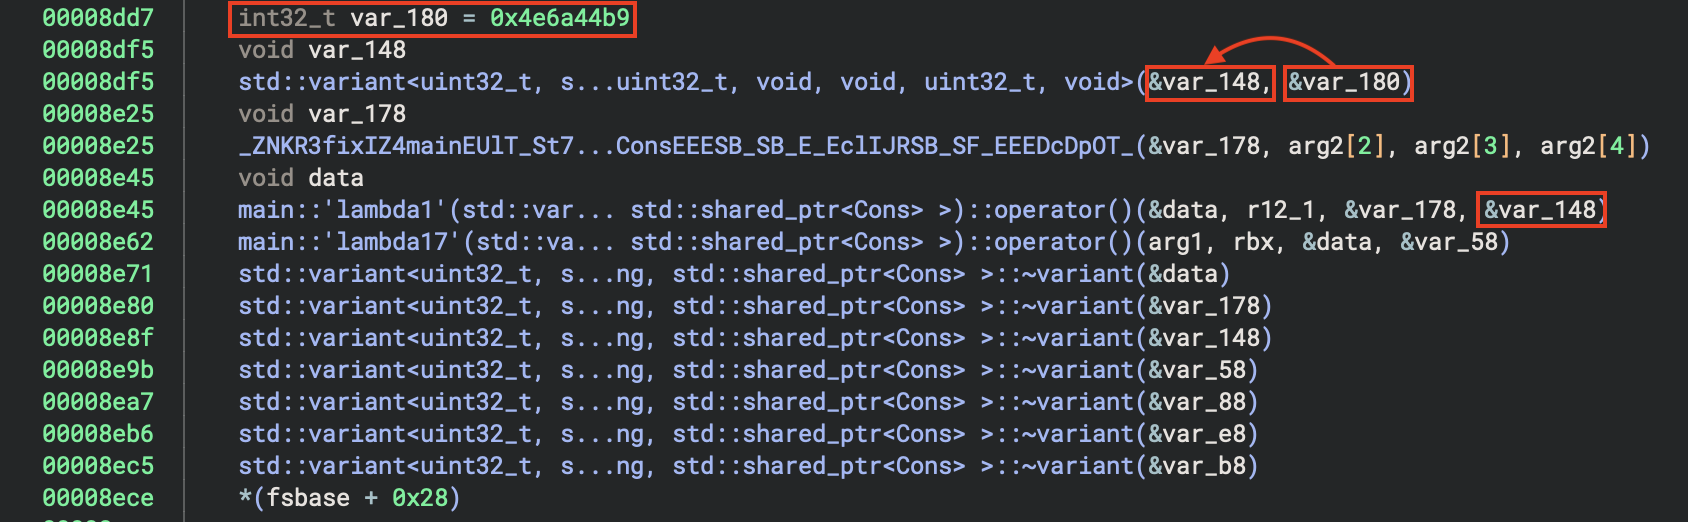 00008dd7 int32_t var_180 = 0x4e6a44b9
00008df5 void var_148
00008df5 std::variant<uint32_t, s...uint32_t, void, void, uint32_t, void>(&var_148, &var_180)
00008e25 void var_178
00008e25 _ZNKR3fixIZ4mainEUlT_St7...ConsEEESB_SB_E_EclIJRSB_SF_EEEDcDpOT_(&var_178, arg2[2], arg2[3], arg2[4])
00008e45 void data
00008e45 main::'lambda1'(std::var... std::shared_ptr<Cons> >)::operator()(&data, r12_1, &var_178, &var_148)
00008e62 main::'lambda17'(std::va... std::shared_ptr<Cons> >)::operator()(arg1, rbx, &data, &var_58)
00008e71 std::variant<uint32_t, s...ng, std::shared_ptr<Cons> >::~variant(&data)
00008e80 std::variant<uint32_t, s...ng, std::shared_ptr<Cons> >::~variant(&var_178)
00008e8f std::variant<uint32_t, s...ng, std::shared_ptr<Cons> >::~variant(&var_148)
00008e9b std::variant<uint32_t, s...ng, std::shared_ptr<Cons> >::~variant(&var_58)
00008ea7 std::variant<uint32_t, s...ng, std::shared_ptr<Cons> >::~variant(&var_88)
00008eb6 std::variant<uint32_t, s...ng, std::shared_ptr<Cons> >::~variant(&var_e8)
00008ec5 std::variant<uint32_t, s...ng, std::shared_ptr<Cons> >::~variant(&var_b8)
00008ece *(fsbase + 0x28)